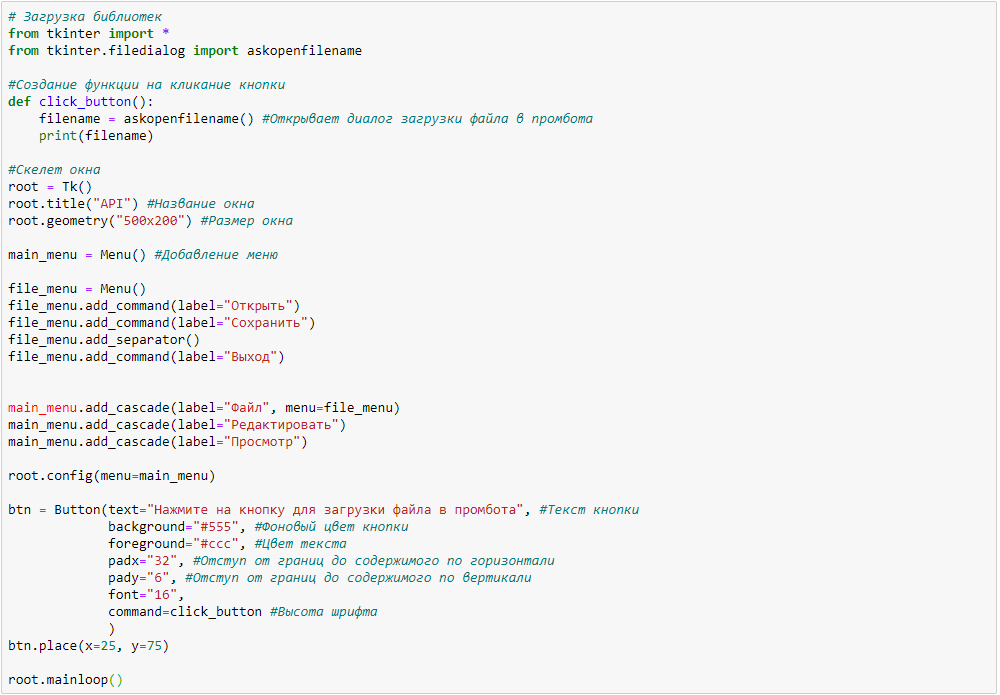 # Загрузка библиотек
from tkinter import *
from tkinter.filedialog import askopenfilename
#Создание функции на кликание кнопки
def click_button():
    filename = askopenfilename() #Открывает диалог загрузки файла в промбота
    print(filename)
#Скелет окна
root = Tk()
root.title("API") #Название окна
root.geometry("500x200") #Размер окна
main_menu = Menu() #Добавление меню
file_menu = Menu()
file_menu.add_command(label="Открыть")
file_menu.add_command(label="Сохранить")
file_menu.add_separator()
file_menu.add_command(label="Выход")
main_menu.add_cascade(label="Файл", menu=file_menu)
main_menu.add_cascade(label="Редактировать")
main_menu.add_cascade(label="Просмотр")
root.config(menu=main_menu)
btn = Button(text="Нажмите на кнопку для загрузки файла в промбота", #Текст кнопки
             background="#555", #Фоновый цвет кнопки
             foreground="#ccc", #Цвет текста
             padx="32", #Отступ от границ до содержимого по горизонтали
             pady="6", #Отступ от границ до содержимого по вертикали
             font="16",
             command=click_button #Высота шрифта
             )
btn.place(x=25, y=75)
root.mainloop()